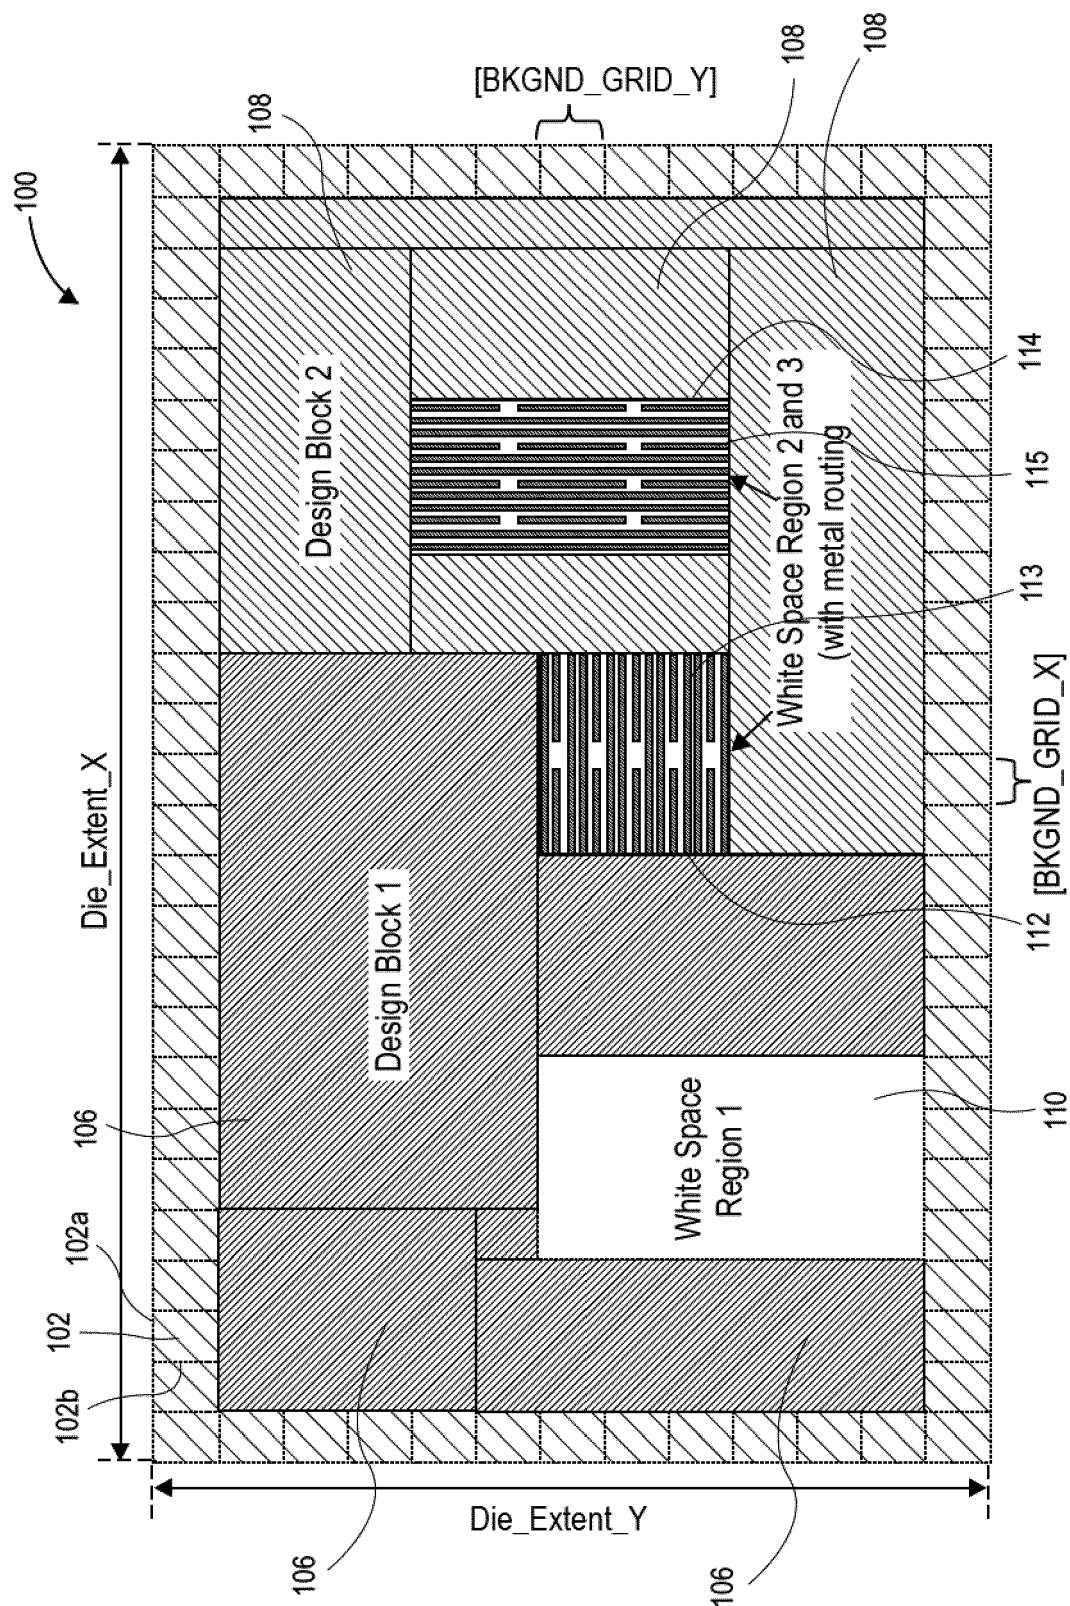 100
Die_Extent_X
102a
102
102b
106
108
[BKGND_GRID_Y]
108
108
Design Block 1
Design Block 2
White Space
Region 1
White Space Region 2 and 3
(with metal routing
114
115
113
[BKGND_GRID_X]
112
110
Die_Extent_Y
106
106